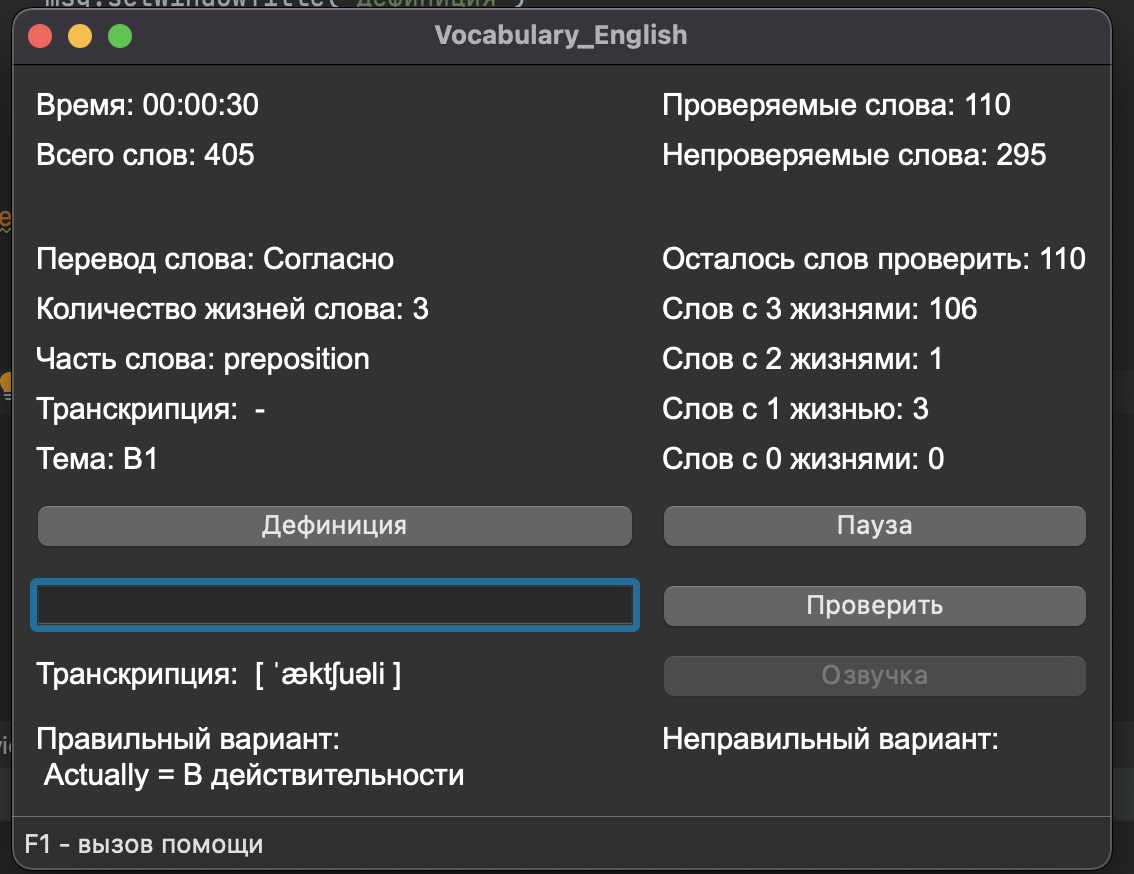 msg.setWindowTitle("Дефиниция")
Vocabulary_English
Время: 00:00:30
Проверяемые слова: 110
Всего слов: 405
Непроверяемые слова: 295
Перевод слова: Согласно
Осталось слов проверить: 110
Количество жизней слова: 3
Слов с 3 жизнями: 106
Часть слова: preposition
Слов с 2 жизнями: 1
Транскрипция: -
Слов с 1 жизнью: 3
Тема: B1
Слов с 0 жизнями: 0
Дефиниция
Пауза
Проверить
Транскрипция: [ ˈæktʃuəli ]
Озвучка
Правильный вариант:
Неправильный вариант:
Actually = В действительности
F1 - вызов помощи